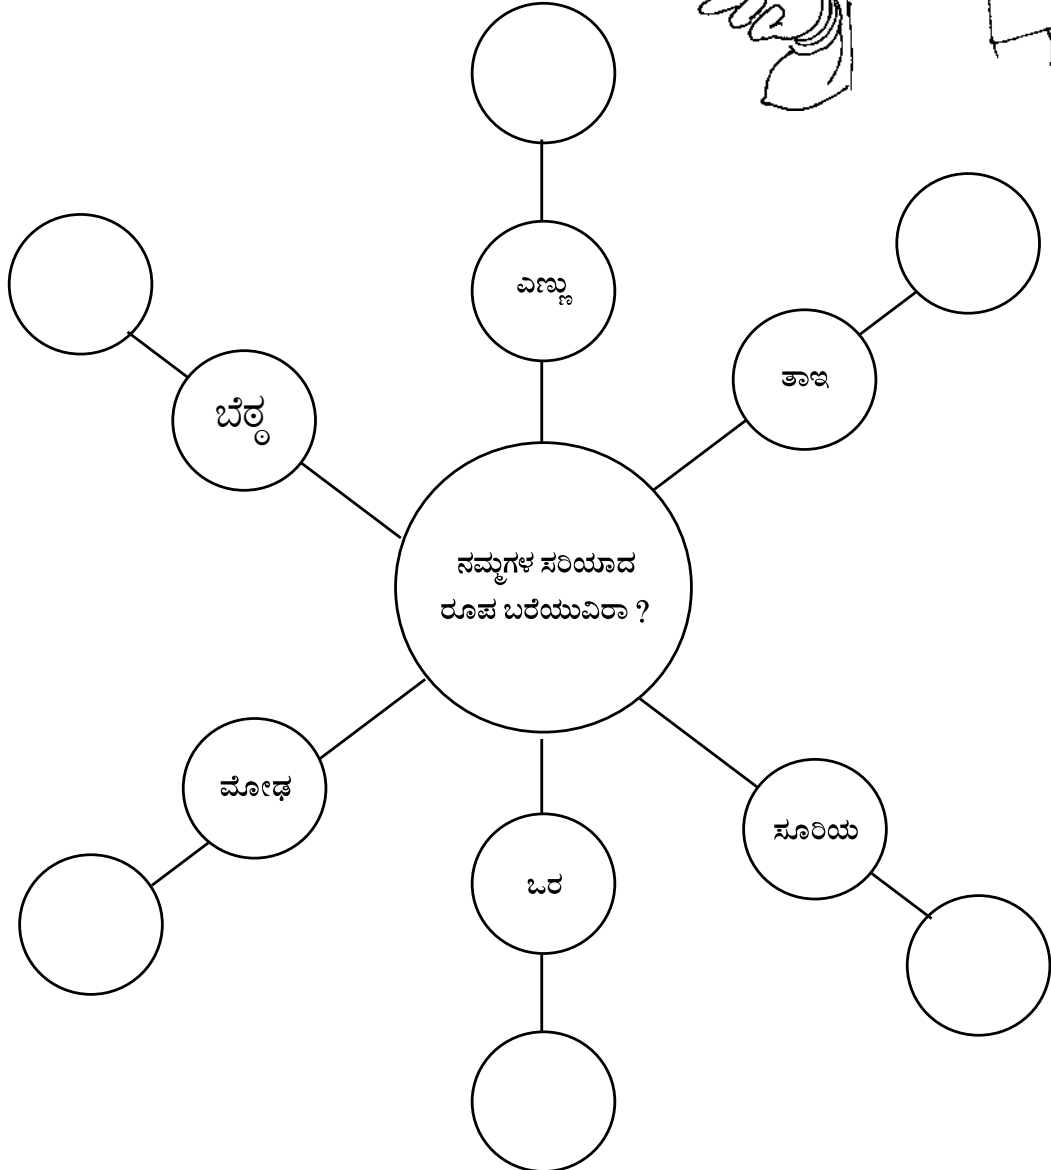 ಎಣ್ಣು
ತಾಇ
ಬೆಠ್ಠ
ನಮ್ಮಗಳ ಸರಿಯಾದ
ರೂಪ ಬರೆಯುವಿರಾ ?
ಮೋಢ
ಸೂರಿಯ
ಒರ